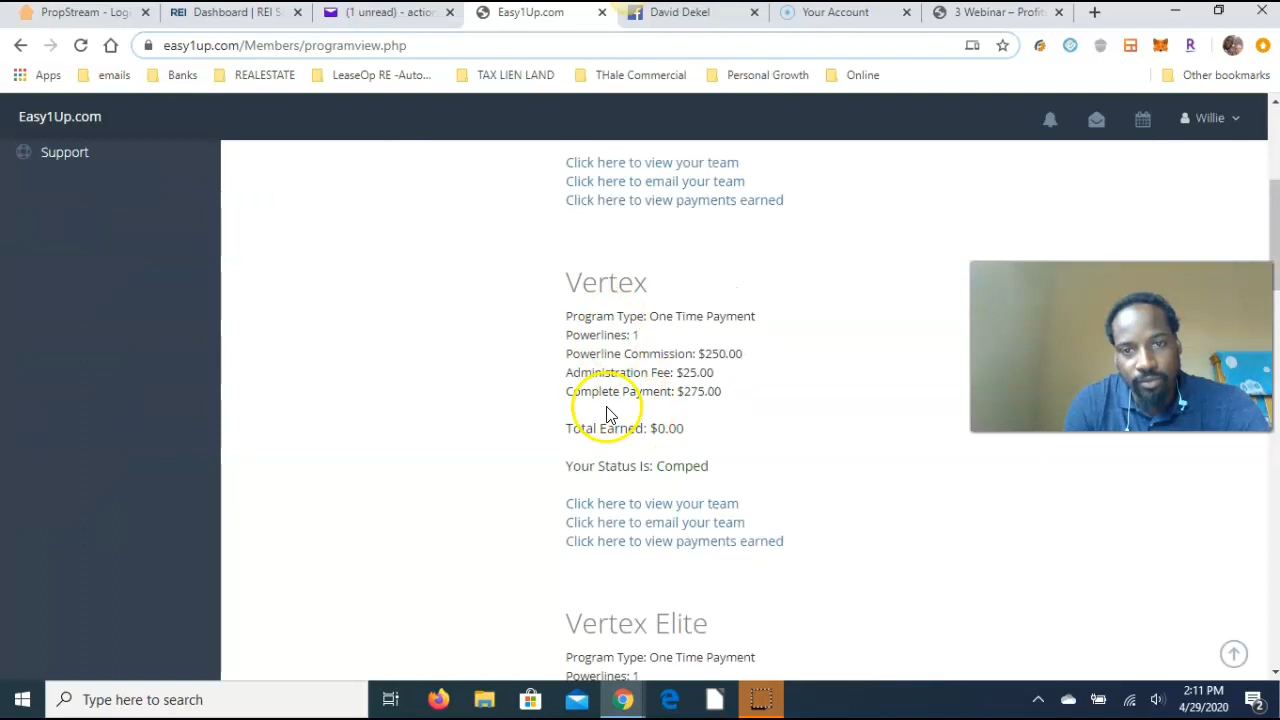 PropStream - Logi
REI Dashboard | REI S
(1 unread) - action
Easy1Up.com
David Dekel
Your Account
3 Webinar – Profit
easy1up.com/Members/programview.php
Apps
emails
Banks
REALESTATE
LeaseOp RE -Auto...
TAX LIEN LAND
THale Commercial
Personal Growth
Online
Other bookmarks
Easy1Up.com
Willie
Support
Click here to view your team
Click here to email your team
Click here to view payments earned
Vertex
Program Type: One Time Payment
Powerlines: 1
Powerline Commission: $250.00
Administration Fee: $25.00
Complete Payment: $275.00
Total Earned: $0.00
Your Status Is: Comped
Click here to view your team
Click here to email your team
Click here to view payments earned
Vertex Elite
Program Type: One Time Payment
Powerlines: 1
Type here to search
2:11 PM
4/29/2020
2